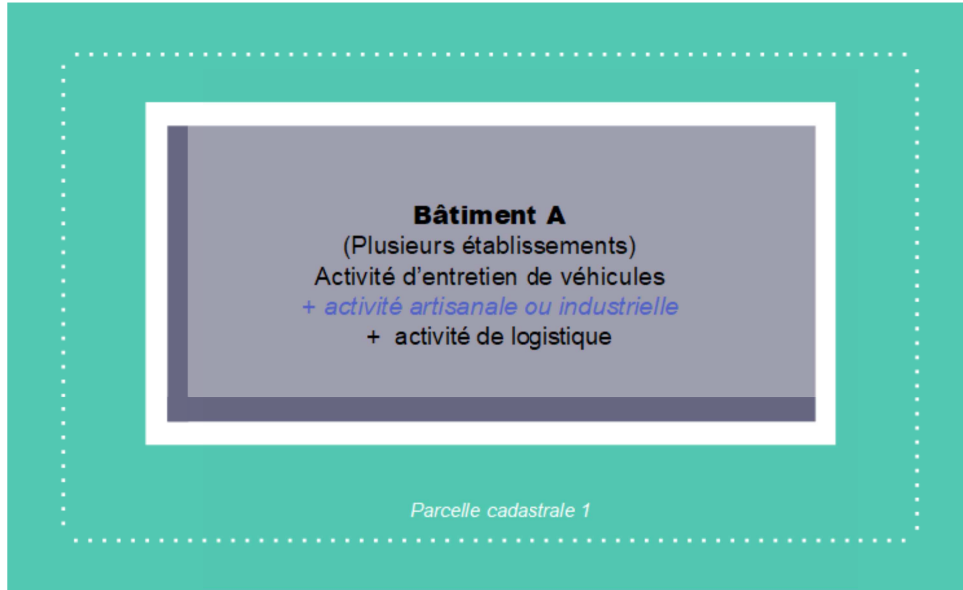 Bâtiment A
(Plusieurs établissements)
Activité d'entretien de véhicules
+ activité artisanale ou industrielle
+ activité de logistique
Parcelle cadastrale 1